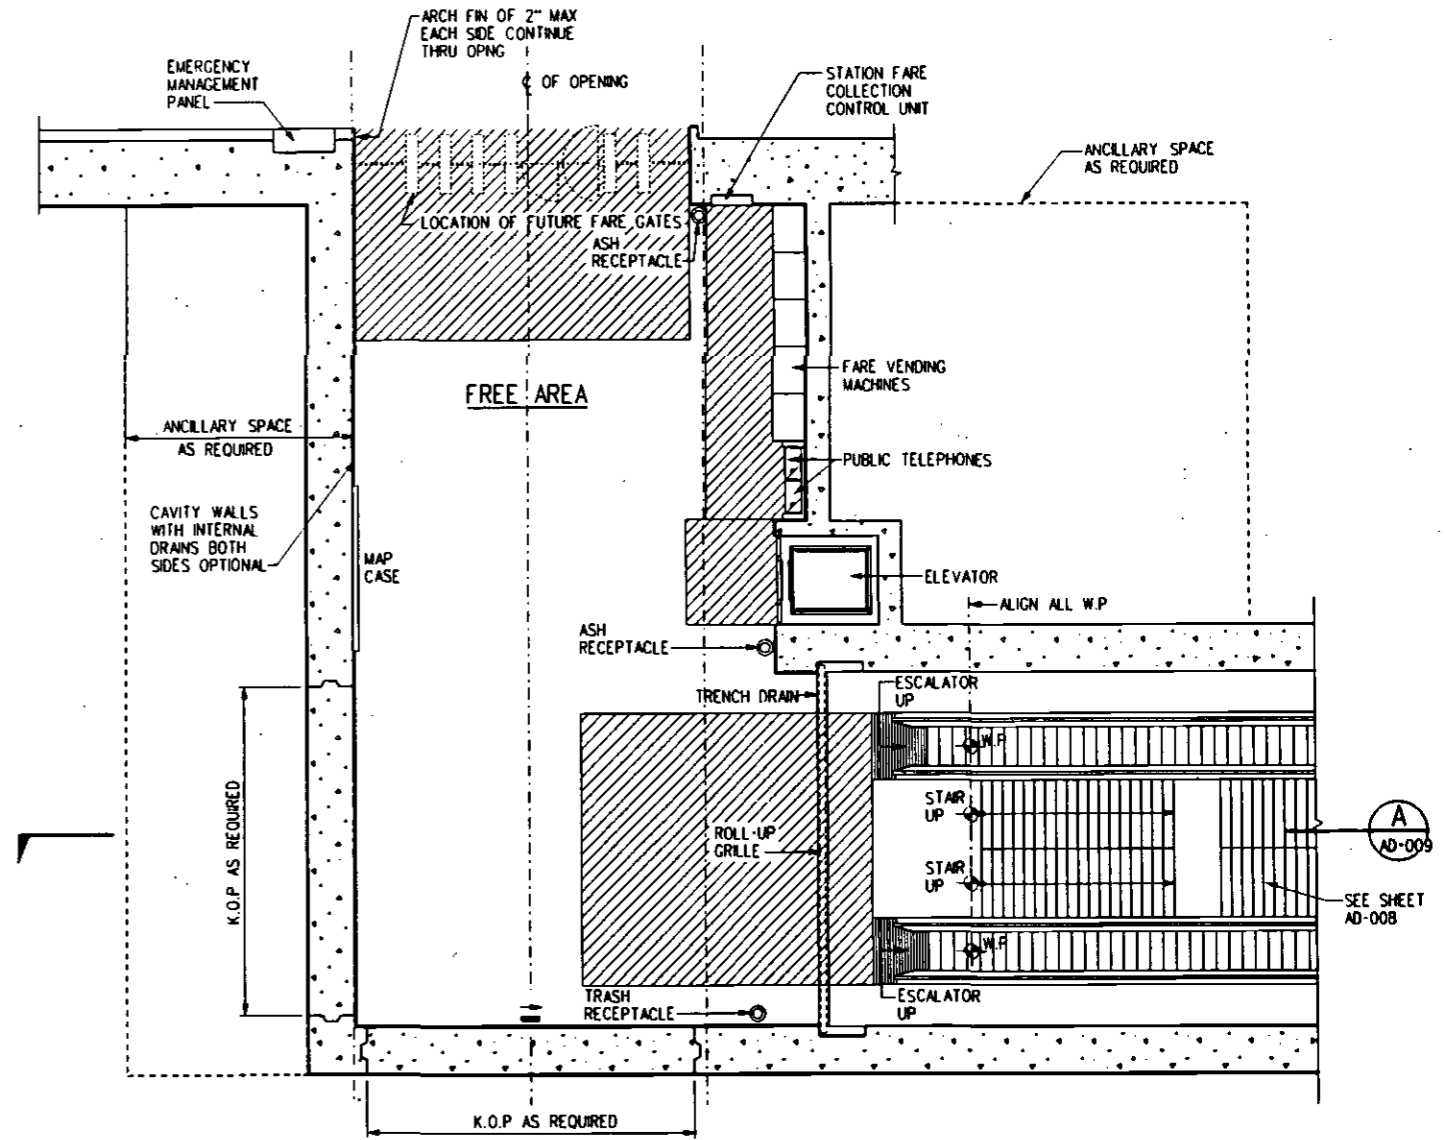 ARCH FIN OF 2" MAX
EACH SIDE CONTINUE
THRU OPNG
EMERGENCY
MANAGEMENT
PANEL
℄ OF OPENING
STATION FARE
COLLECTION
CONTROL UNIT
ANCILLARY SPACE
AS REQUIRED
LOCATION OF FUTURE FARE GATES
ASH
RECEPTACLE
FREE AREA
FARE VENDING
MACHINES
ANCILLARY SPACE
AS REQUIRED
PUBLIC TELEPHONES
CAVITY WALLS
WITH INTERNAL
DRAINS BOTH
SIDES OPTIONAL
MAP
CASE
ELEVATOR
ALIGN ALL W.P
ASH
RECEPTACLE
TRENCH DRAIN
ESCALATOR
UP
W.P
K.O.P AS REQUIRED
STAIR
UP
ROLL-UP
GRILLE
A
AD-009
STAIR
UP
SEE SHEET
AD-008
W.P
TRASH
RECEPTACLE
ESCALATOR
UP
K.O.P AS REQUIRED